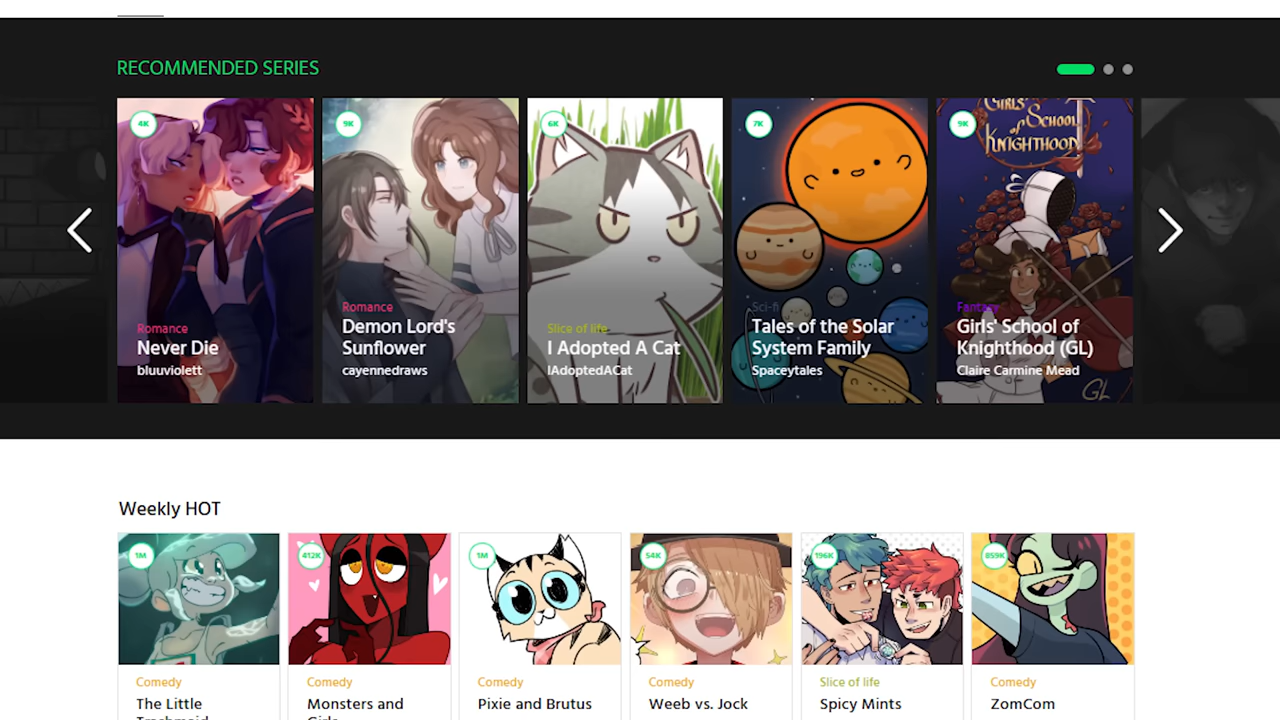 RECOMMENDED SERIES
4K
Romance
Never Die
bluuviolett
9K
Romance
Demon Lord's
Sunflower
cayennedraws
6K
Slice of life
I Adopted A Cat
IAdoptedACat
7K
Sci-fi
Tales of the Solar
System Family
Spaceytales
9K
GIRLS' SCHOOL
of
KNIGHTHOOD
Fantasy
Girls' School of
Knighthood (GL)
Claire Carmine Mead
GL
Weekly HOT
1M
Comedy
The Little
Trashmaid
412K
Comedy
Monsters and
Girls
1M
Comedy
Pixie and Brutus
54K
Comedy
Weeb vs. Jock
196K
Slice of life
Spicy Mints
859K
Comedy
ZomCom